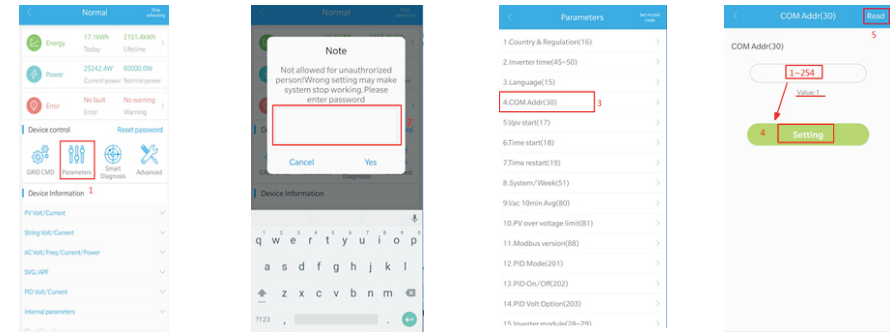 Normal
Stop refreshing
Energy
17.1kWh 2151.4kWh
Today Lifetime
Power
25242.4W 60000.0W
Current power Normal power
Error
No fault No warning
Error Warning
Device control Reset password
GRID CMD Parameters Smart Diagnosis Advanced
Device Information 1
PV Volt/Current
String Volt/Current
AC Volt/Freq/Current/Power
SVG/APF
PID Volt/Current
Internal parameters
Normal
Note
Not allowed for unauthrorized
person!Wrong setting may make
system stop working.Please
enter password
2
Cancel Yes
Diagnosis
Device Information
q w e r t y u i o p
a s d f g h j k l
z x c v b n m
?123 , .
Parameters
Set model code
1.Country & Regulation(16)
2.Inverter time(45~50)
3.Language(15)
4.COM Addr(30) 3
5.Vpv start(17)
6.Time start(18)
7.Time restart(19)
8.System/Week(51)
9.Vac 10min Avg(80)
10.PV over voltage limit(81)
11.Modbus version(88)
12.PID Mode(201)
13.PID On/Off(202)
14.PID Volt Option(203)
15.Inverter module(28~29)
COM Addr(30) Read
5
COM Addr(30)
1~254
Value:1
4 Setting